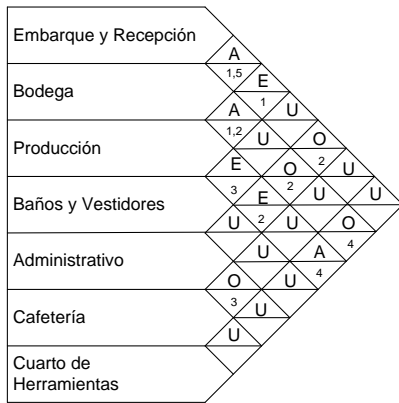 Embarque y Recepción
A
1,5 E
Bodega
A 1 U
1,2 U O
Producción
E O 2 U
3 E 2 U U
Baños y Vestidores
U 2 U O
U A 4
Administrativo
O U 4
3 U
Cafetería
U
Cuarto de
Herramientas